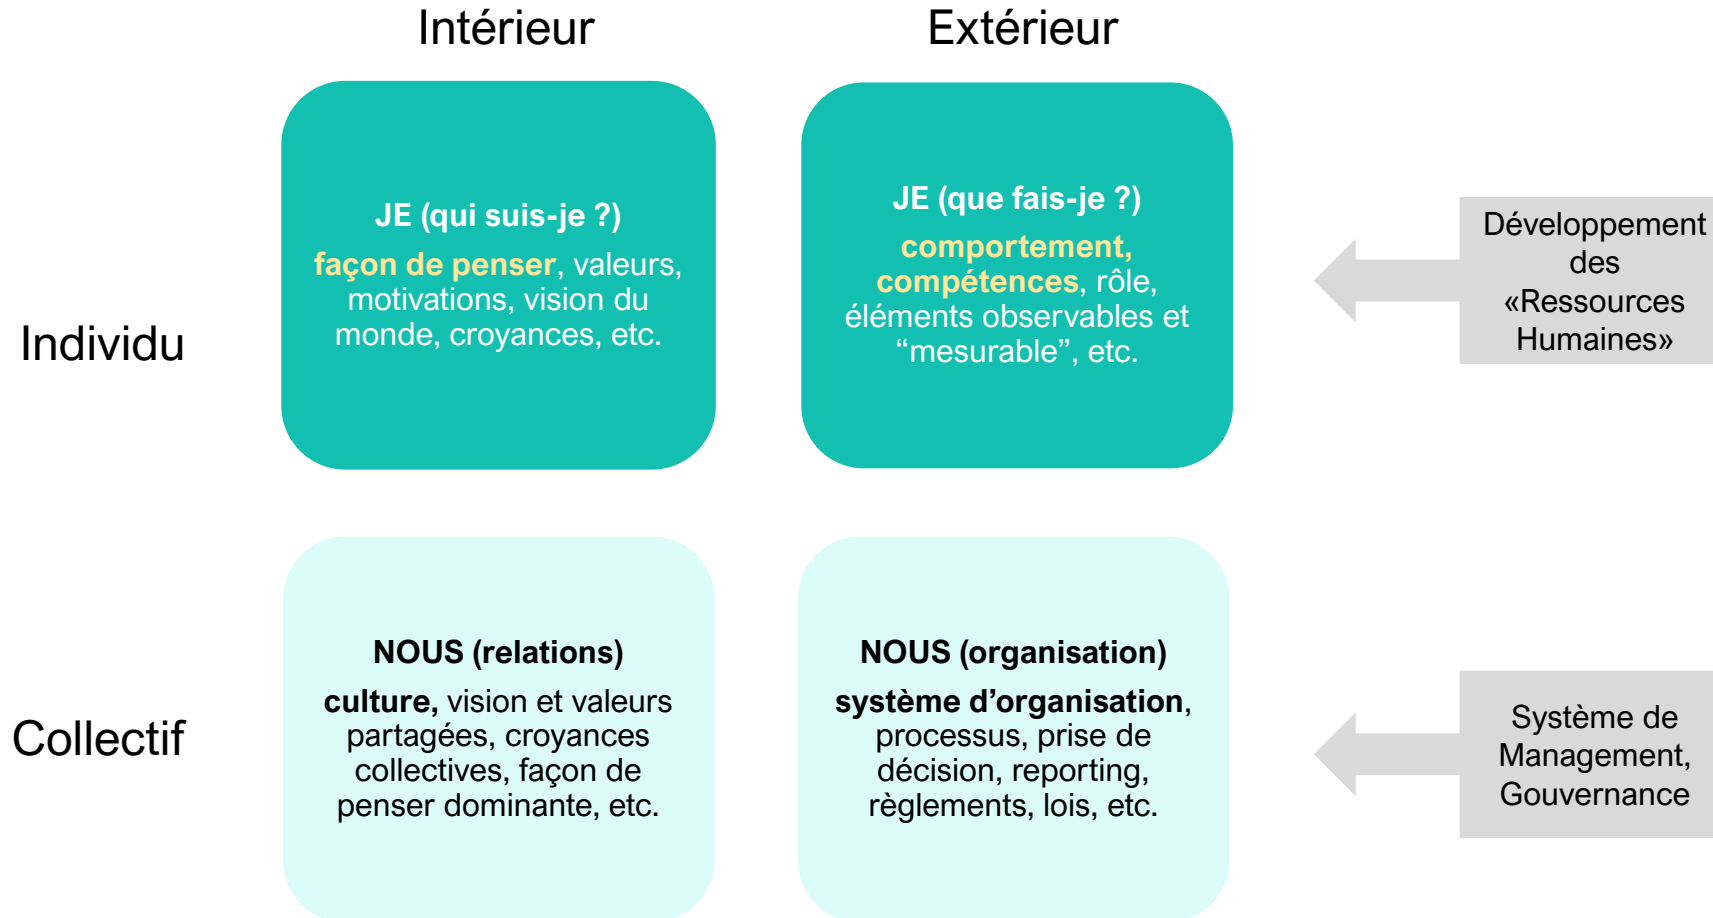 Intérieur
Extérieur
Individu
JE (qui suis-je ?)
façon de penser, valeurs,
motivations, vision du
monde, croyances, etc.
JE (que fais-je ?)
comportement,
compétences, rôle,
éléments observables et
“mesurable”, etc.
Développement
des
«Ressources
Humaines»
Collectif
NOUS (relations)
culture, vision et valeurs
partagées, croyances
collectives, façon de
penser dominante, etc.
NOUS (organisation)
système d’organisation,
processus, prise de
décision, reporting,
règlements, lois, etc.
Système de
Management,
Gouvernance